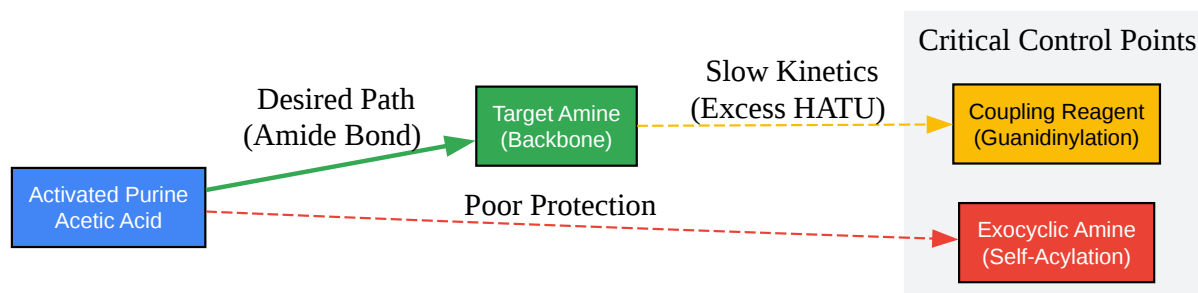 Critical Control Points
Slow Kinetics
(Excess HATU)
Desired Path
(Amide Bond)
Target Amine
(Backbone)
Coupling Reagent
(Guanidinylation)
Activated Purine
Acetic Acid
Poor Protection
Exocyclic Amine
(Self-Acylation)